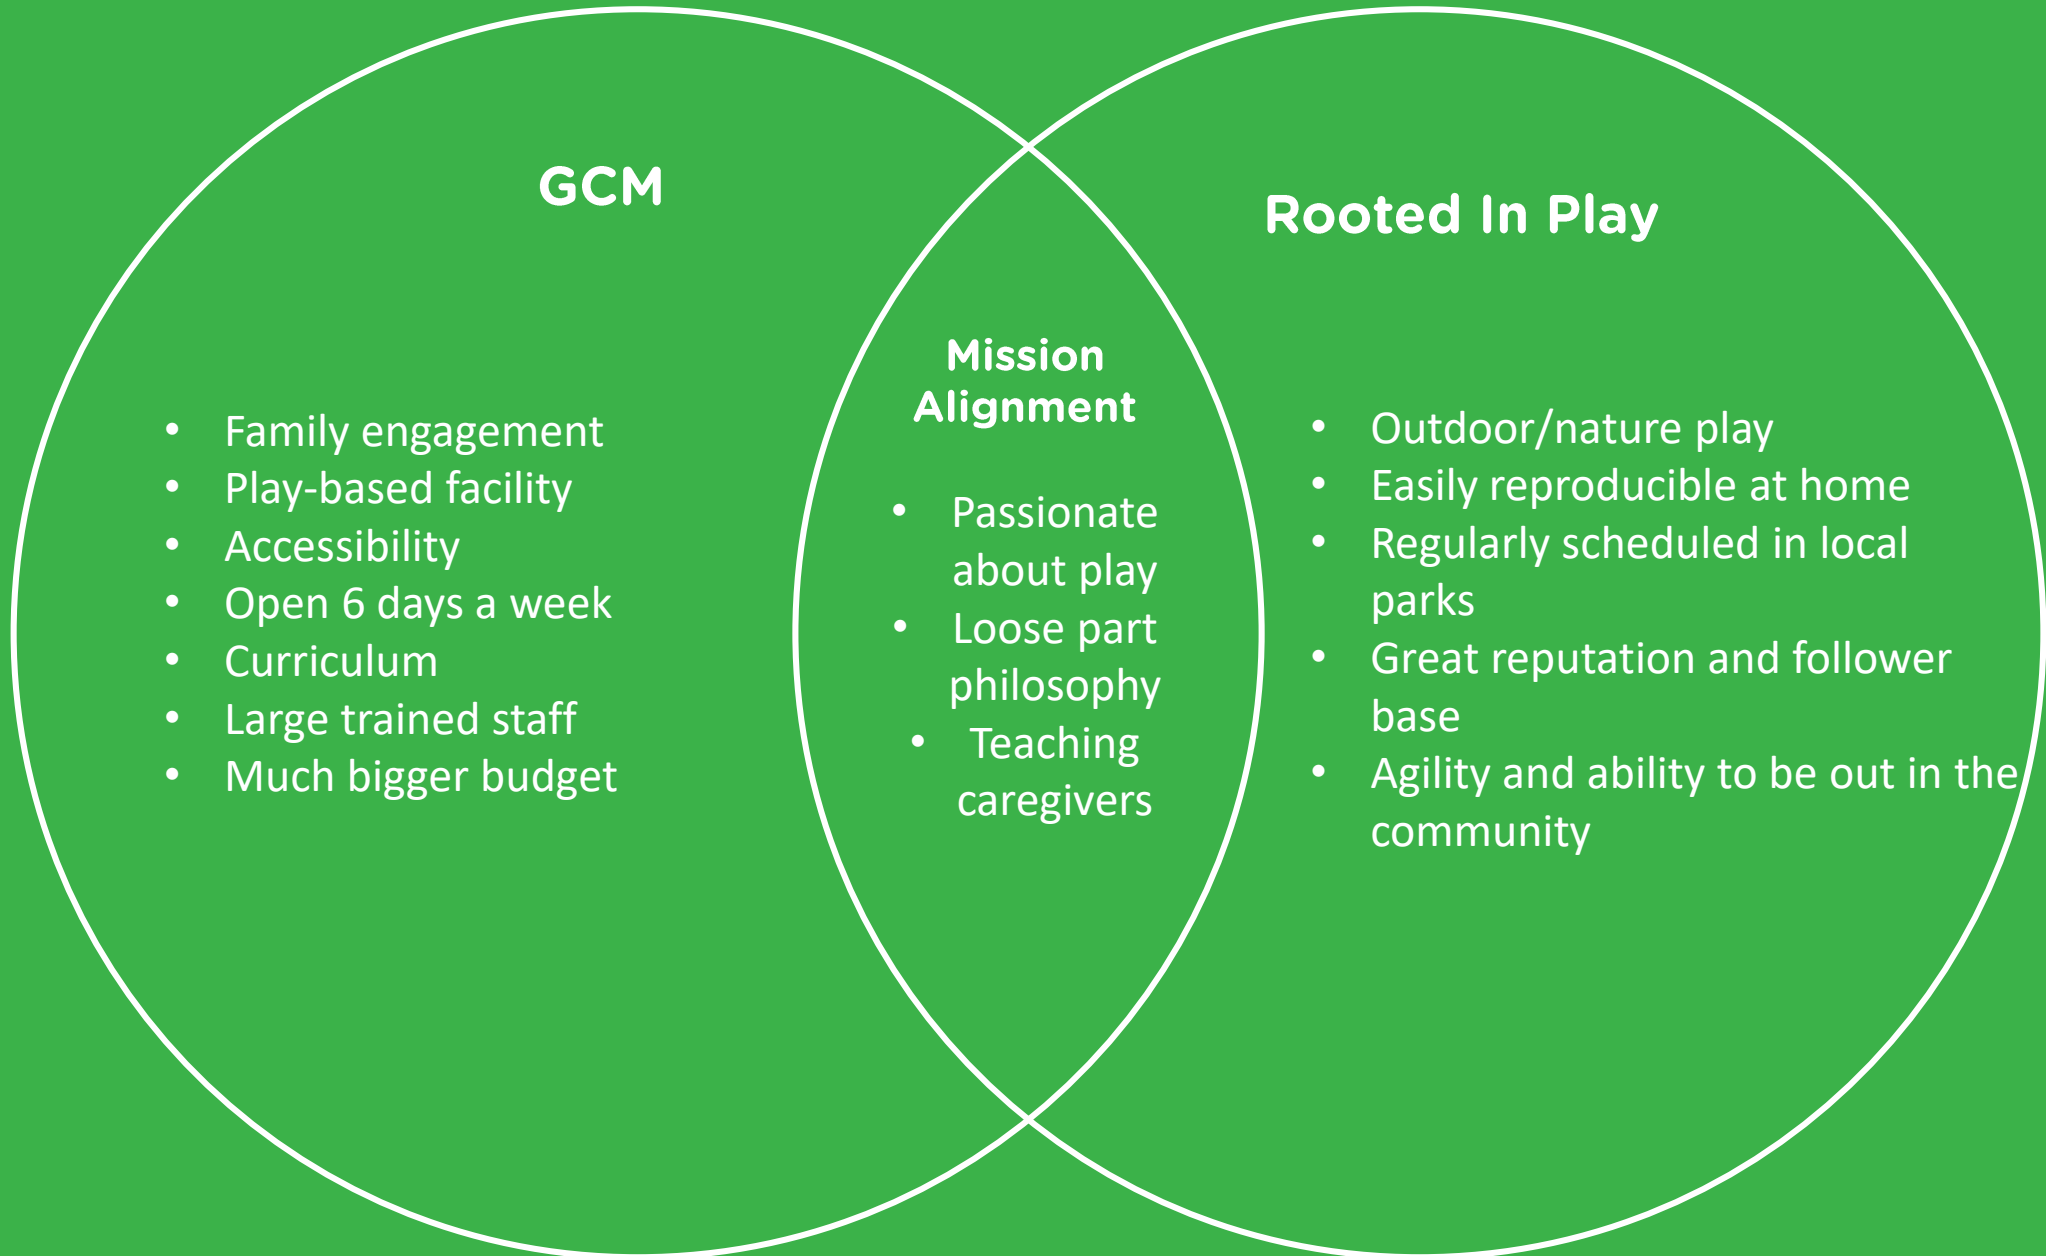 GCM
• Family engagement
• Play-based facility
• Accessibility
• Open 6 days a week
• Curriculum
• Large trained staff
• Much bigger budget
Mission
Alignment
• Passionate
about play
• Loose part
philosophy
• Teaching
caregivers
Rooted In Play
• Outdoor/nature play
• Easily reproducible at home
• Regularly scheduled in local
parks
• Great reputation and follower
base
• Agility and ability to be out in the
community